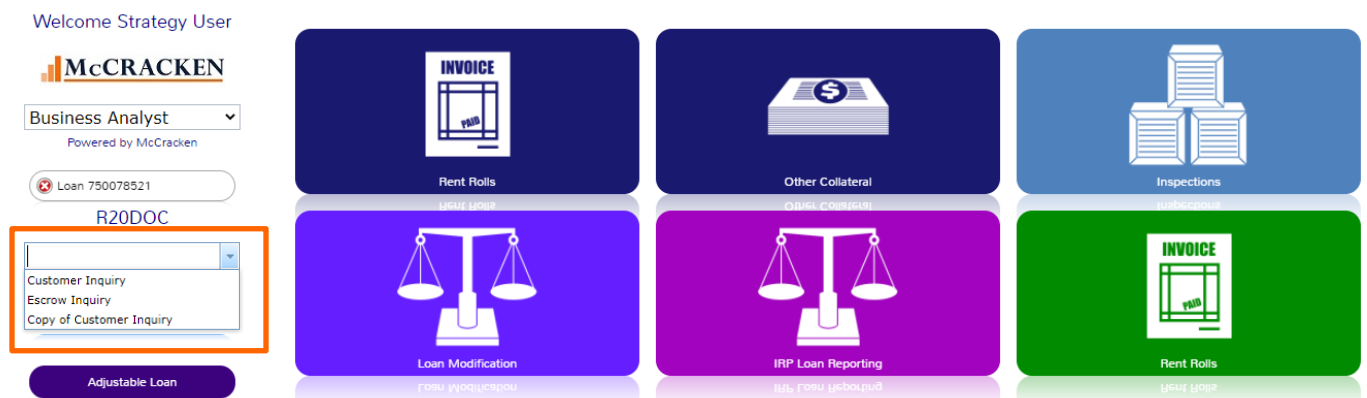 Welcome Strategy User
McCRACKEN
Business Analyst
Powered by McCracken
Loan 750078521
R20DOC
Customer Inquiry
Escrow Inquiry
Copy of Customer Inquiry
Adjustable Loan
INVOICE
PAID
Rent Rolls
$
Other Collateral
Inspections
Loan Modification
IRP Loan Reporting
INVOICE
PAID
Rent Rolls